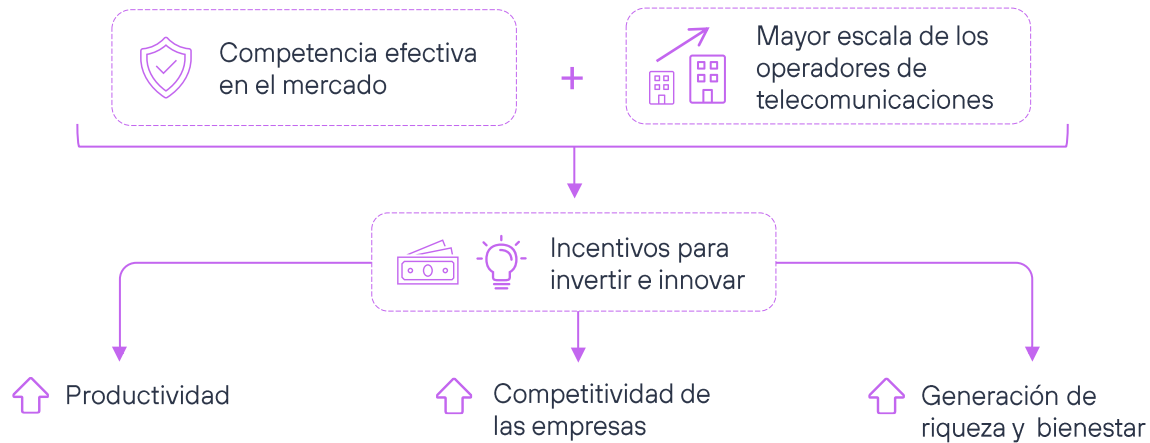 Competencia efectiva
en el mercado
+
Mayor escala de los
operadores de
telecomunicaciones
Incentivos para
invertir e innovar
Productividad
Competitividad de
las empresas
Generación de
riqueza y bienestar